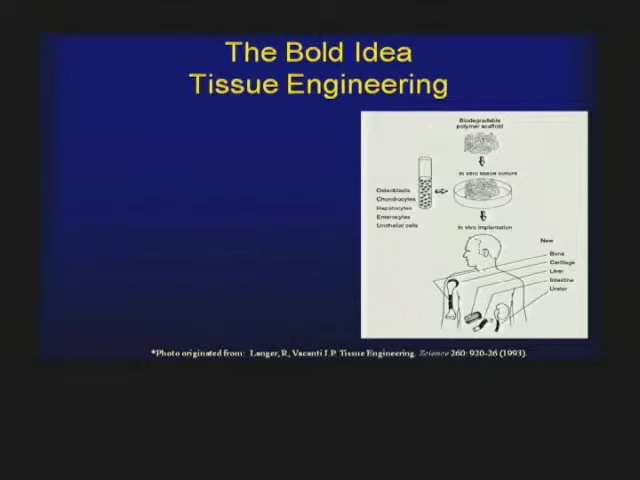 The Bold Idea
Tissue Engineering
Biodegradable
polymer scaffold
In vitro tissue culture
Osteoblasts
Chondrocytes
Hepatocytes
Enterocytes
Urothelial cells
In vivo implantation
New
Bone
Cartilage
Liver
Intestine
Ureter
*Photo originated from: Langer, R, Vacanti J.P. Tissue Engineering. Science 260: 920-26 (1993).